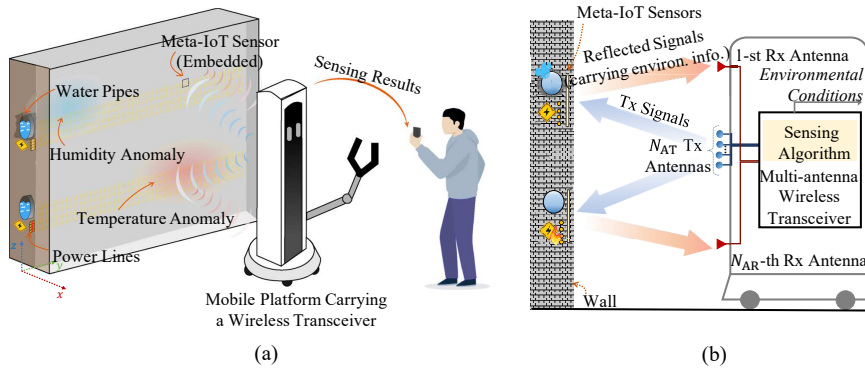 Meta-IoT Sensor
(Embedded)
Sensing Results
Water Pipes
Humidity Anomaly
Temperature Anomaly
Power Lines
z
y
x
Mobile Platform Carrying
a Wireless Transceiver
(a)
Meta-IoT Sensors
Reflected Signals
(carrying environ. info.)
Tx Signals
1-st Rx Antenna
Environmental
Conditions
N_AT Tx
Antennas
Sensing
Algorithm
Multi-antenna
Wireless
Transceiver
N_AR-th Rx Antenna
Wall
(b)